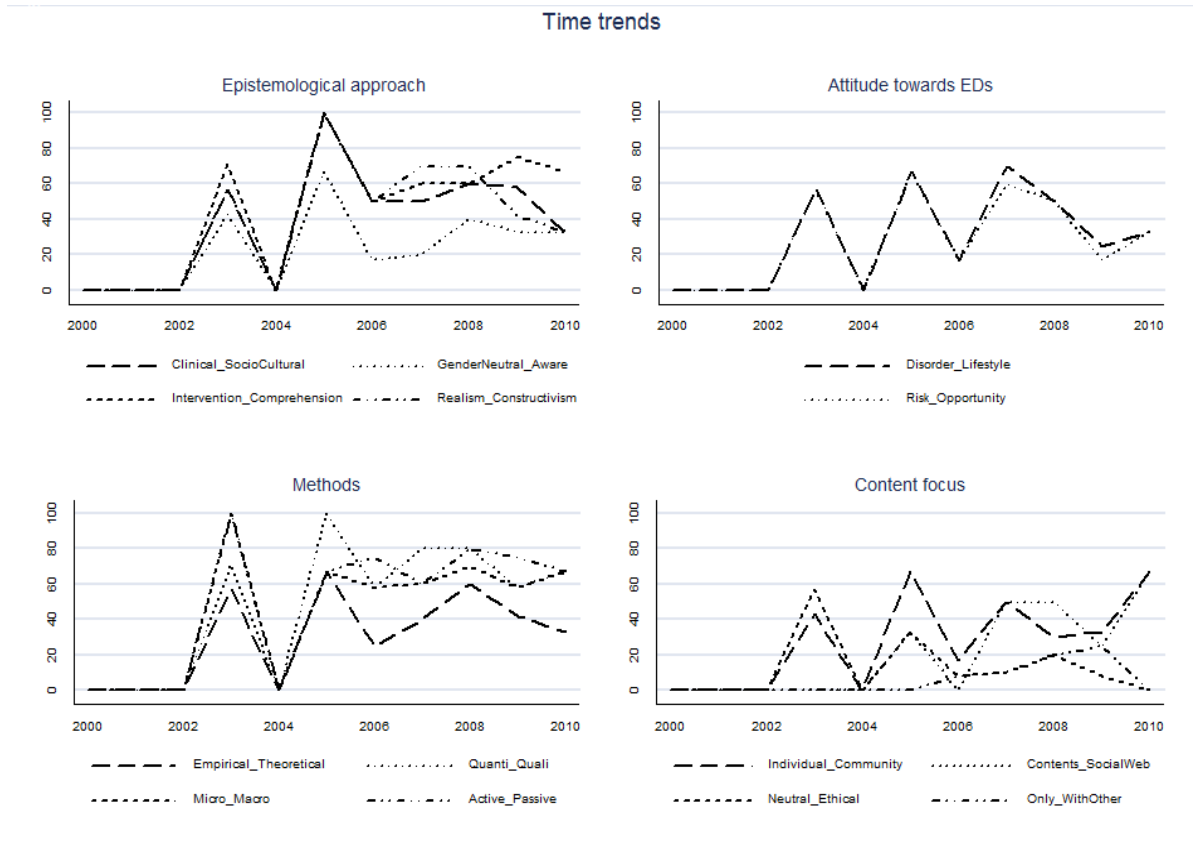 Time trends
Epistemological approach
100
80
60
40
20
0
2000 2002 2004 2006 2008 2010
Clinical_SocioCultural GenderNeutral_Aware
Intervention_Comprehension Realism_Constructivism
Attitude towards EDs
100
80
60
40
20
0
2000 2002 2004 2006 2008 2010
Disorder_Lifestyle
Risk_Opportunity
Methods
100
80
60
40
20
0
2000 2002 2004 2006 2008 2010
Empirical_Theoretical Quanti_Quali
Micro_Macro Active_Passive
Content focus
100
80
60
40
20
0
2000 2002 2004 2006 2008 2010
Individual_Community Contents_SocialWeb
Neutral_Ethical Only_WithOther